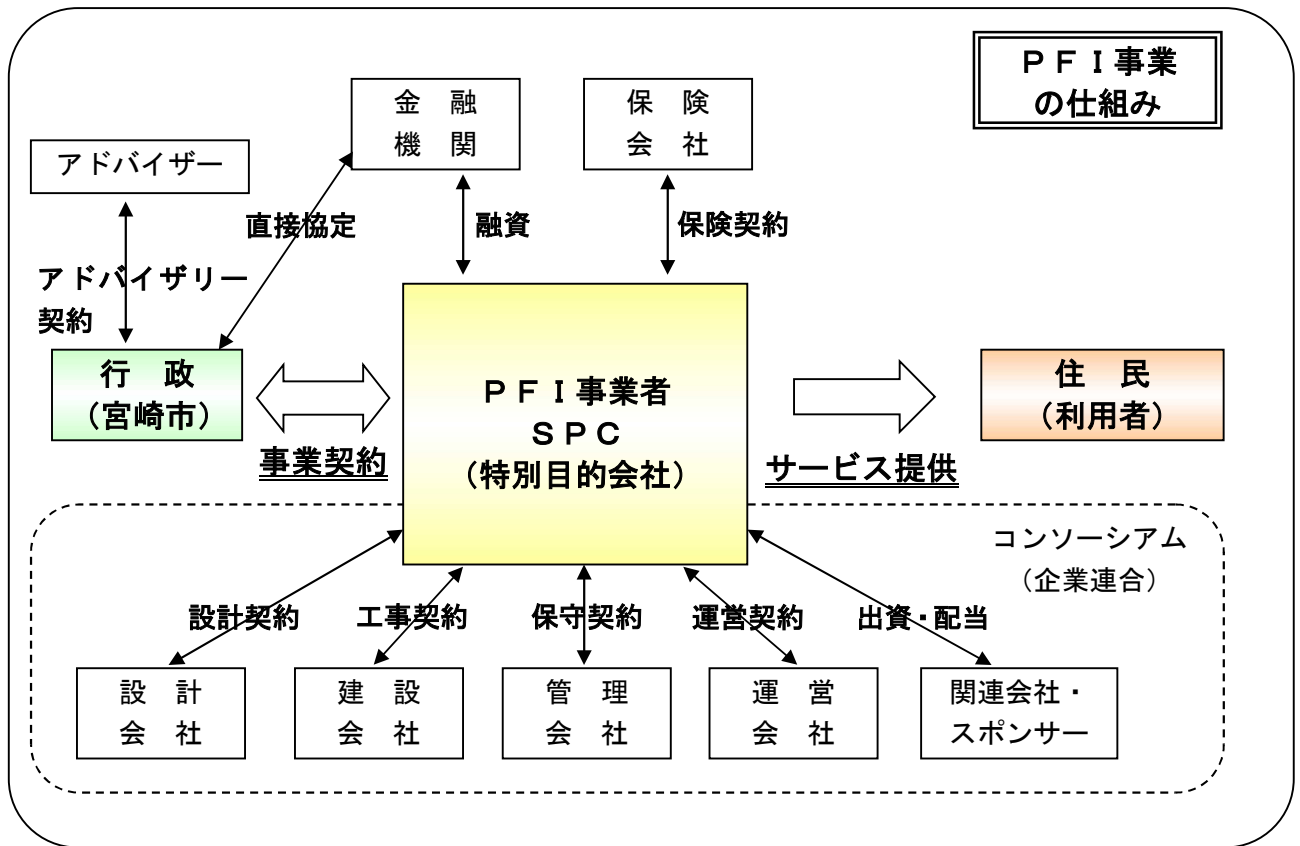 ＰＦＩ事業
の仕組み
金　融
機　関
保　険
会　社
アドバイザー
直接協定
融資
保険契約
アドバイザリー
契約
行　政
（宮崎市）
事業契約
ＰＦＩ事業者
ＳＰＣ
（特別目的会社）
サービス提供
住　民
（利用者）
コンソーシアム
（企業連合）
設計契約
工事契約
保守契約
運営契約
出資・配当
設　計
会　社
建　設
会　社
管　理
会　社
運　営
会　社
関連会社・
スポンサー